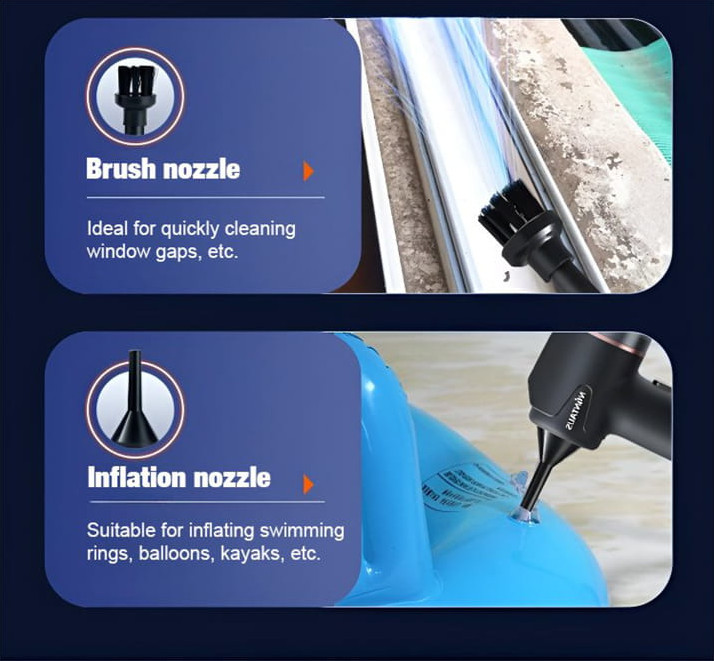 Brush nozzle
Ideal for quickly cleaning
window gaps, etc.
Inflation nozzle
Suitable for inflating swimming
rings, balloons, kayaks, etc.